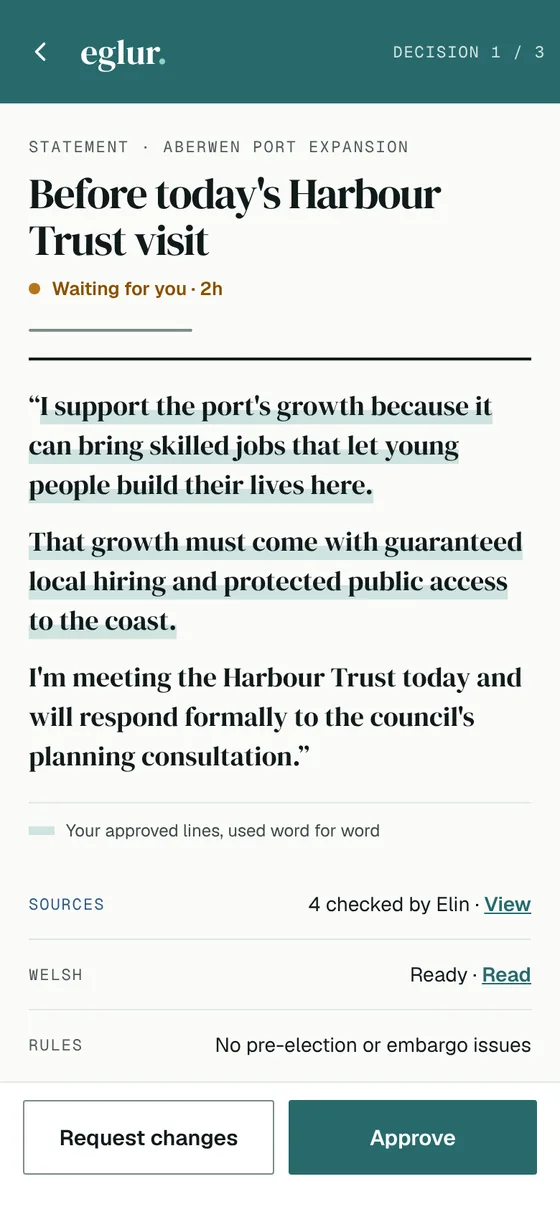 eglur.
DECISION 1 / 3
STATEMENT · ABERWEN PORT EXPANSION
Before today's Harbour
Trust visit
Waiting for you · 2h
“I support the port's growth because it
can bring skilled jobs that let young
people build their lives here.
That growth must come with guaranteed
local hiring and protected public access
to the coast.
I'm meeting the Harbour Trust today and
will respond formally to the council's
planning consultation.”
Your approved lines, used word for word
SOURCES 4 checked by Elin · View
WELSH Ready · Read
RULES No pre-election or embargo issues
Request changes Approve